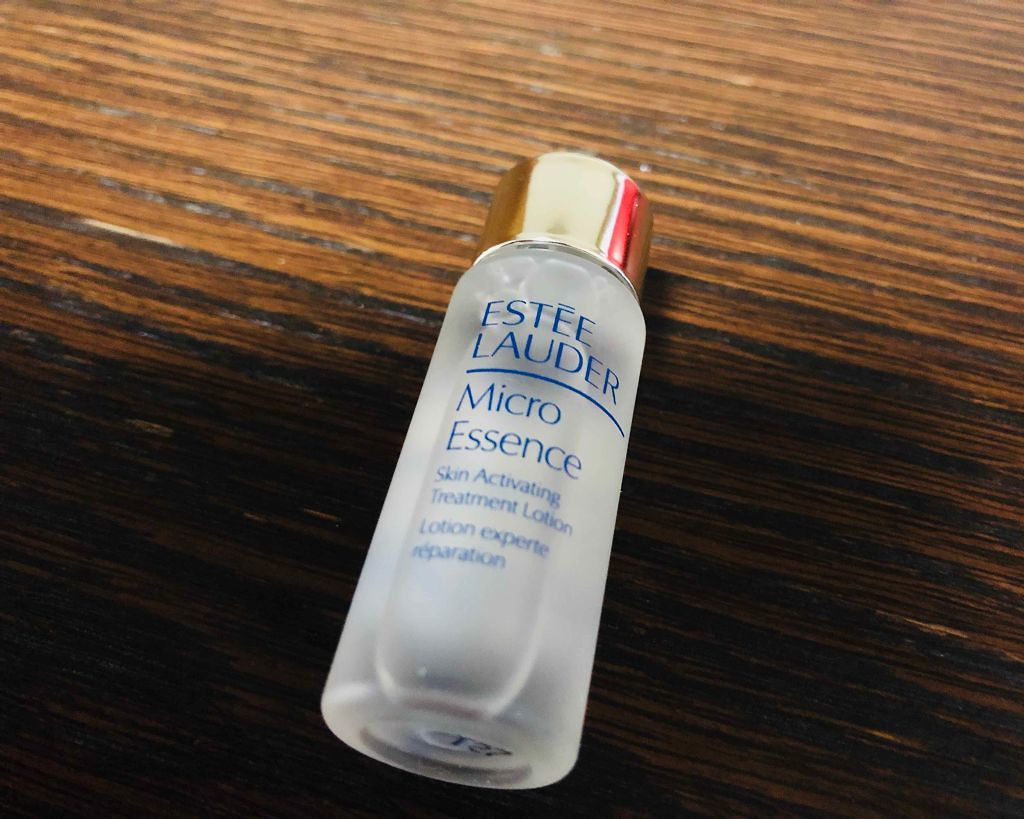 ESTĒE
LAUDER
Micro
Essence
Skin Activating
Treatment Lotion
Lotion experte
réparation